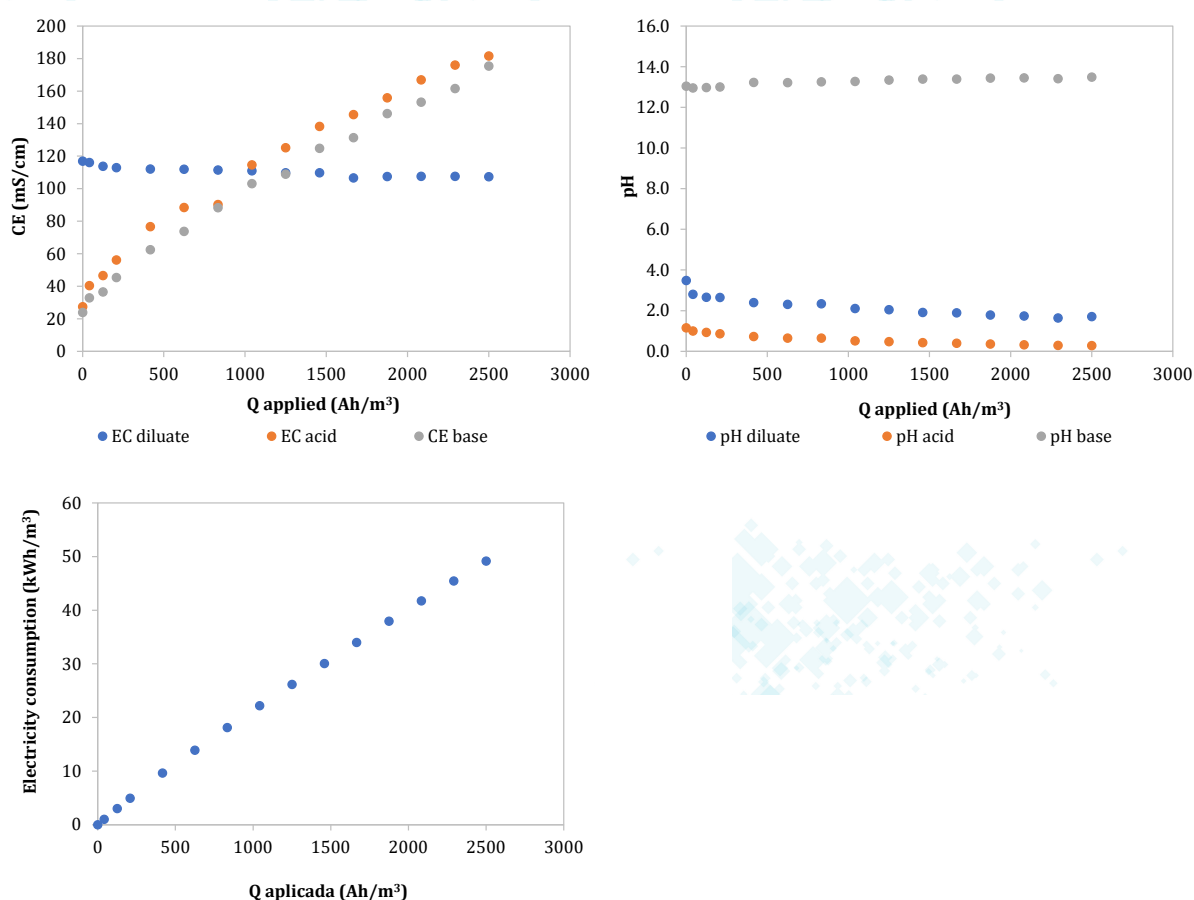 200
180
160
140
120
100
80
60
40
20
0
CE (mS/cm)
0 500 1000 1500 2000 2500 3000
Q applied (Ah/m³)
EC diluate EC acid CE base
16.0
14.0
12.0
10.0
8.0
6.0
4.0
2.0
0.0
pH
0 500 1000 1500 2000 2500 3000
Q applied (Ah/m³)
pH diluate pH acid pH base
60
50
40
30
20
10
0
Electricity consumption (kWh/m³)
0 500 1000 1500 2000 2500 3000
Q aplicada (Ah/m³)